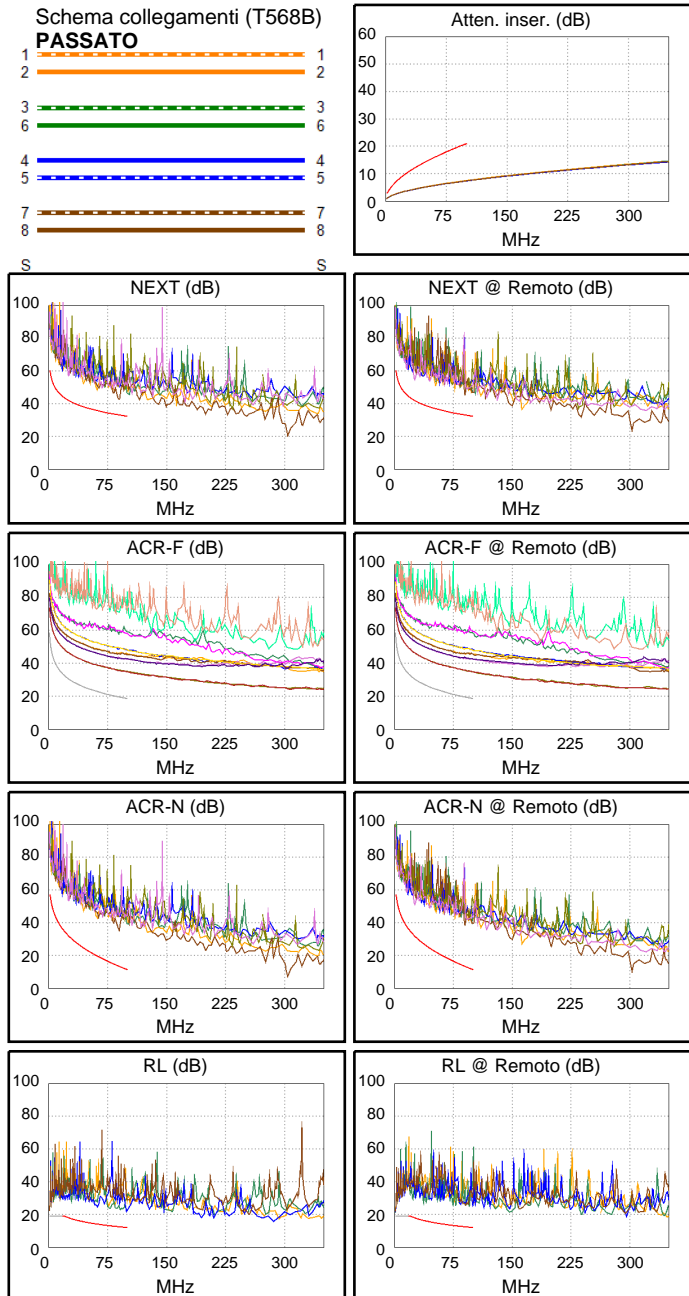 Schema collegamenti (T568B)
PASSATO
1 1
2 2
3 3
6 6
4 4
5 5
7 7
8 8
S S
Atten. inser. (dB)
60
50
40
30
20
10
0
0 75 150 225 300
MHz
NEXT (dB)
100
80
60
40
20
0
0 75 150 225 300
MHz
NEXT @ Remoto (dB)
100
80
60
40
20
0
0 75 150 225 300
MHz
ACR-F (dB)
100
80
60
40
20
0
0 75 150 225 300
MHz
ACR-F @ Remoto (dB)
100
80
60
40
20
0
0 75 150 225 300
MHz
ACR-N (dB)
100
80
60
40
20
0
0 75 150 225 300
MHz
ACR-N @ Remoto (dB)
100
80
60
40
20
0
0 75 150 225 300
MHz
RL (dB)
100
80
60
40
20
0
0 75 150 225 300
MHz
RL @ Remoto (dB)
100
80
60
40
20
0
0 75 150 225 300
MHz